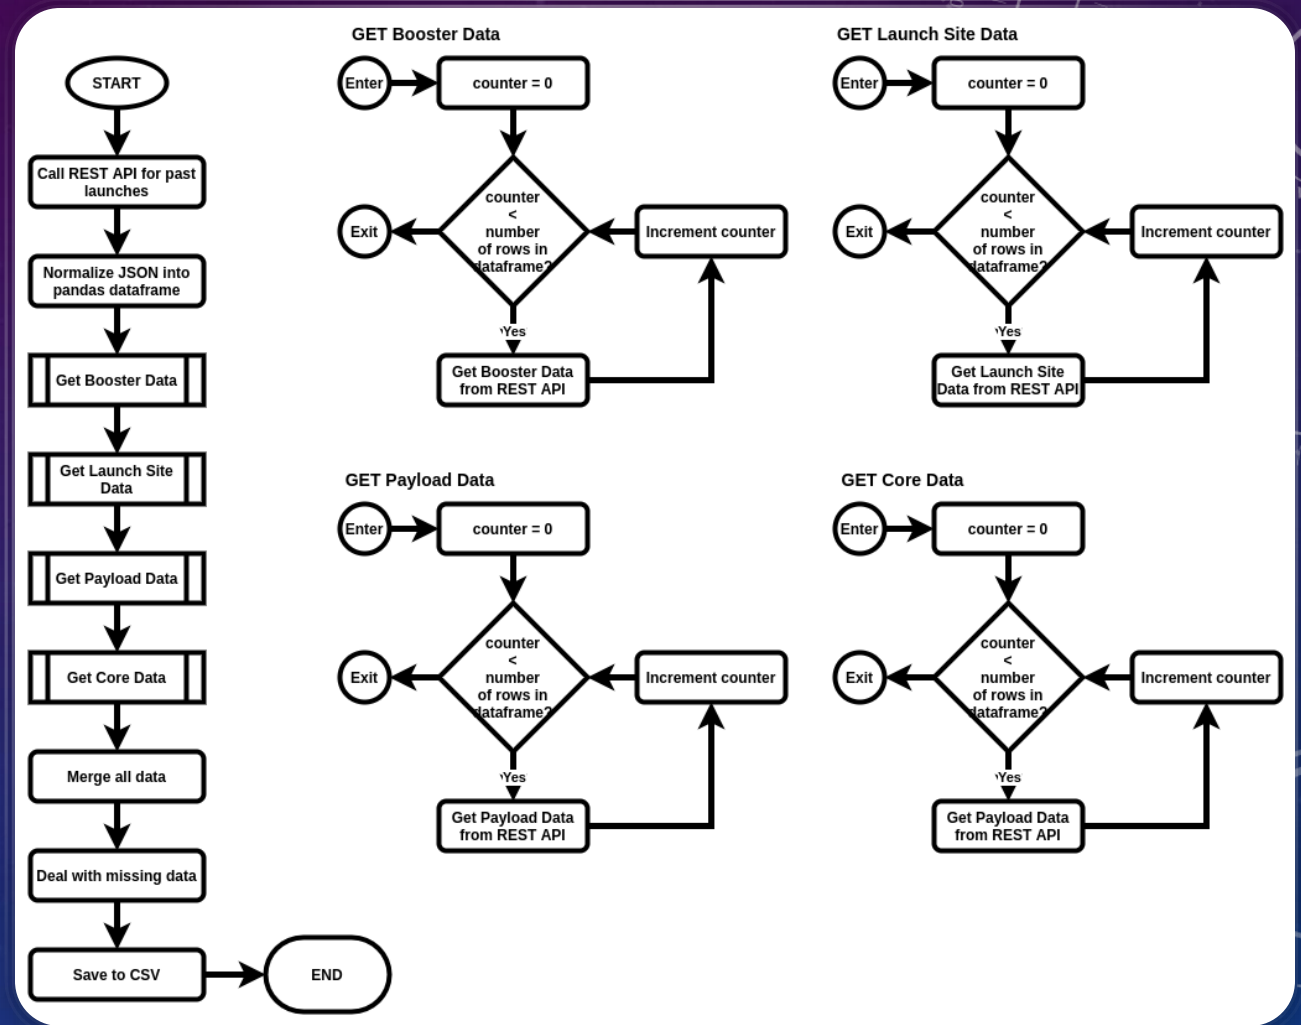 START
Call REST API for past
launches
Normalize JSON into
pandas dataframe
Get Booster Data
Get Launch Site
Data
Get Payload Data
Get Core Data
Merge all data
Deal with missing data
Save to CSV
END
GET Booster Data
Enter
counter = 0
counter
<
number
of rows in
dataframe?
Exit
Increment counter
Yes
Get Booster Data
from REST API
GET Launch Site Data
Enter
counter = 0
counter
<
number
of rows in
dataframe?
Exit
Increment counter
Yes
Get Launch Site
Data from REST API
GET Payload Data
Enter
counter = 0
counter
<
number
of rows in
dataframe?
Exit
Increment counter
Yes
Get Payload Data
from REST API
GET Core Data
Enter
counter = 0
counter
<
number
of rows in
dataframe?
Exit
Increment counter
Yes
Get Payload Data
from REST API